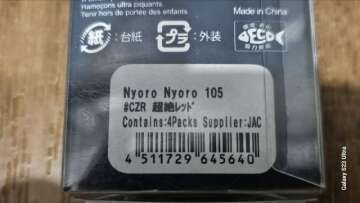 Hameçons ultra piquants
Tenir hors de portée des enfants
Made in China
紙 :台紙
プラ :外装
Nyoro Nyoro 105
#CZR 超絶ﾚｯﾄﾞ
Contains:4Packs Supplier:JAC
4 511729 645640
Galaxy S23 Ultra